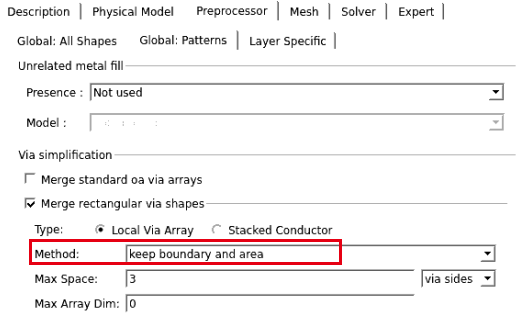 Description Physical Model Preprocessor Mesh Solver Expert
Global: All Shapes Global: Patterns Layer Specific
Unrelated metal fill
Presence : Not used
Model :
Via simplification
Merge standard oa via arrays
Merge rectangular via shapes
Type: Local Via Array Stacked Conductor
Method: keep boundary and area
Max Space: 3 via sides
Max Array Dim: 0